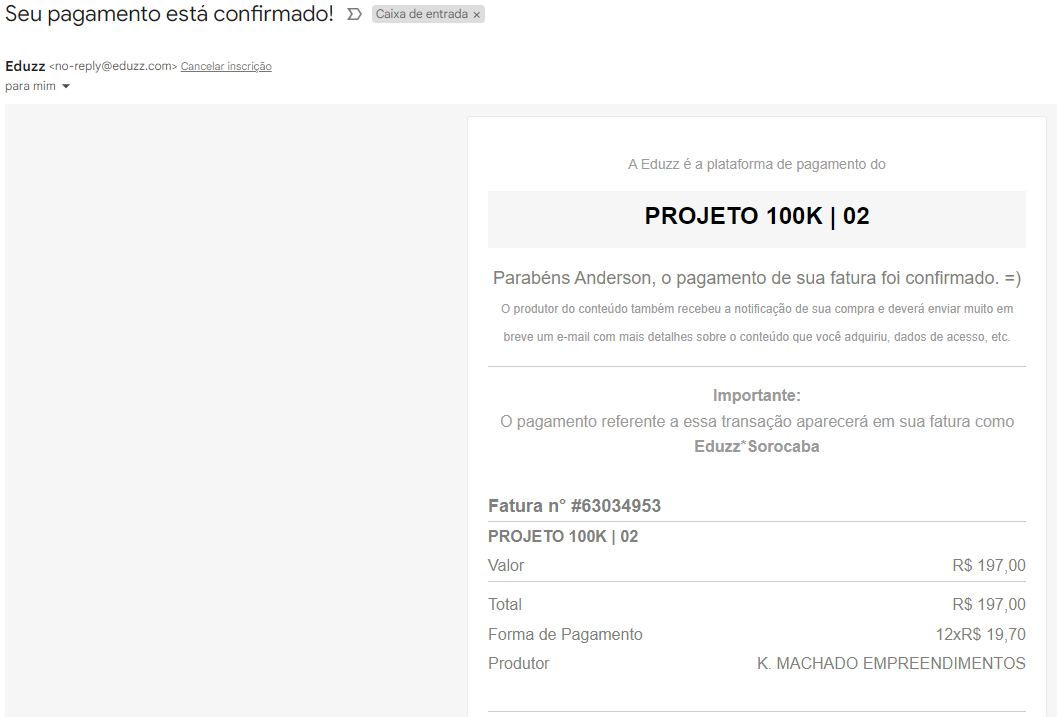 Seu pagamento está confirmado! Caixa de entrada ×
Eduzz <no-reply@eduzz.com> Cancelar inscrição
para mim
A Eduzz é a plataforma de pagamento do
PROJETO 100K | 02
Parabéns Anderson, o pagamento de sua fatura foi confirmado. =)
O produtor do conteúdo também recebeu a notificação de sua compra e deverá enviar muito em
breve um e-mail com mais detalhes sobre o conteúdo que você adquiriu, dados de acesso, etc.
Importante:
O pagamento referente a essa transação aparecerá em sua fatura como
Eduzz*Sorocaba
Fatura n° #63034953
PROJETO 100K | 02
Valor R$ 197,00
Total R$ 197,00
Forma de Pagamento 12xR$ 19,70
Produtor K. MACHADO EMPREENDIMENTOS